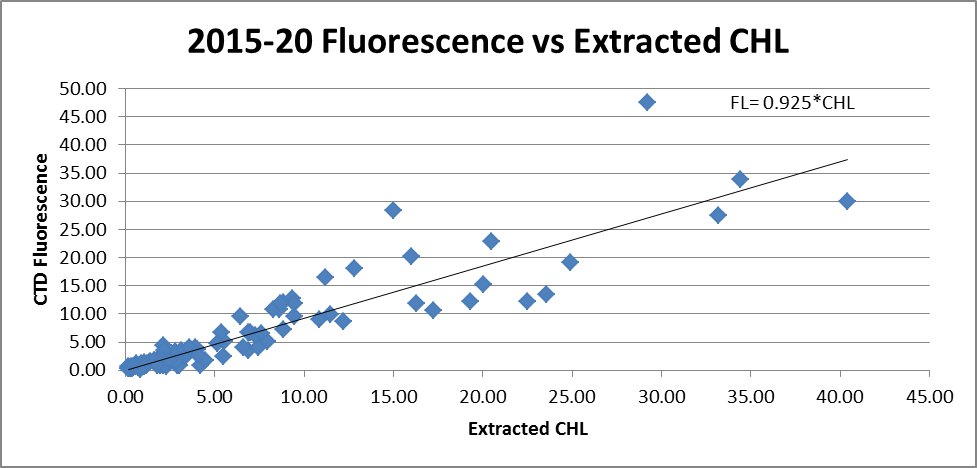 2015-20 Fluorescence vs Extracted CHL
50.00
FL= 0.925*CHL
45.00
40.00
35.00
30.00
25.00
20.00
15.00
10.00
5.00
0.00
CTD Fluorescence
0.00 5.00 10.00 15.00 20.00 25.00 30.00 35.00 40.00 45.00
Extracted CHL